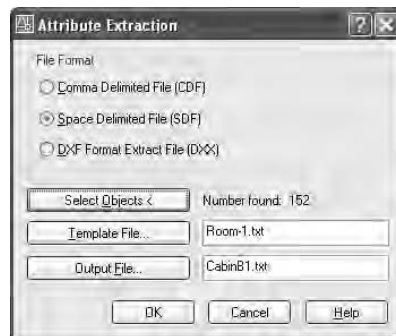 Attribute Extraction
File Format
Comma Delimited File (CDF)
Space Delimited File (SDF)
DXF Format Extract File (DXX)
Select Objects < Number found: 152
Template File... Room-1.txt
Output File... CabinB1.txt
OK Cancel Help